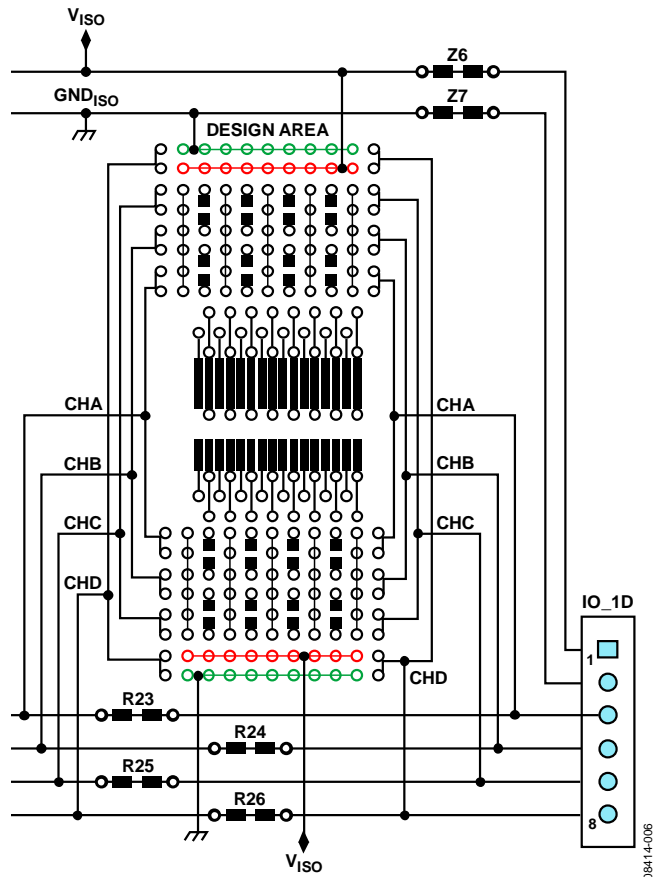 VISO
Z6
GNDISO
Z7
DESIGN AREA
CHA
CHA
CHB
CHB
CHC
CHC
CHD
IO_1D
1
CHD
R23
R24
R25
R26
8
VISO
08414-006